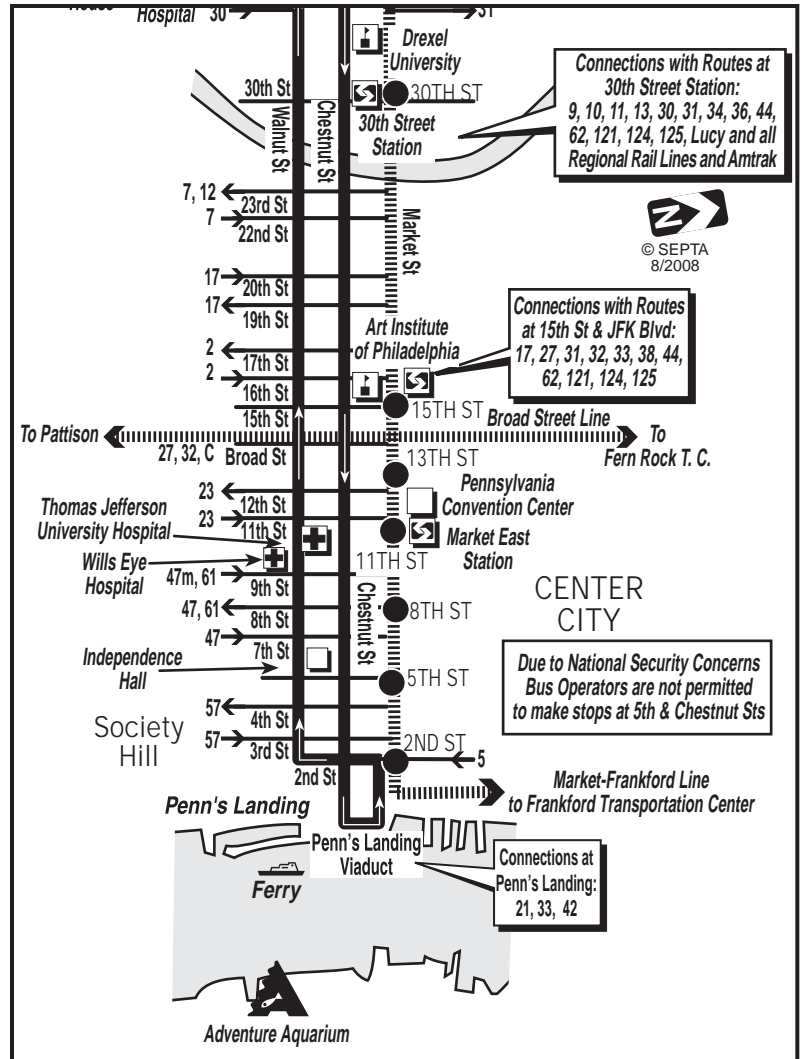 Hospital 30
31
Drexel
University
Connections with Routes at
30th Street Station:
9, 10, 11, 13, 30, 31, 34, 36, 44,
62, 121, 124, 125, Lucy and all
Regional Rail Lines and Amtrak
30th St
30TH ST
Walnut St
Chestnut St
30th Street
Station
7, 12
23rd St
7
22nd St
Market St
N
© SEPTA
8/2008
17
20th St
17
19th St
Art Institute
of Philadelphia
Connections with Routes
at 15th St & JFK Blvd:
17, 27, 31, 32, 33, 38, 44,
62, 121, 124, 125
2
17th St
2
16th St
15th St
15TH ST
Broad Street Line
To Pattison
To
Fern Rock T. C.
27, 32, C
Broad St
13TH ST
23
12th St
Pennsylvania
Convention Center
Thomas Jefferson
University Hospital
23
11th St
Market East
Station
Wills Eye
Hospital
11TH ST
47m, 61
9th St
Chestnut St
CENTER
CITY
47, 61
8th St
8TH ST
47
7th St
Independence
Hall
5TH ST
Due to National Security Concerns
Bus Operators are not permitted
to make stops at 5th & Chestnut Sts
57
4th St
Society
Hill
57
3rd St
2ND ST
5
2nd St
Market-Frankford Line
to Frankford Transportation Center
Penn's Landing
Penn's Landing
Viaduct
Connections at
Penn's Landing:
21, 33, 42
Ferry
Adventure Aquarium